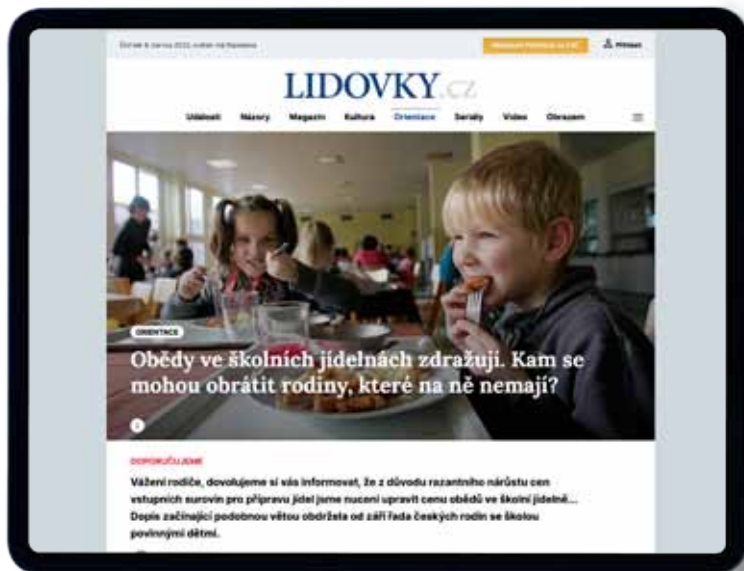 LIDOVKY.cz
Události Názory Magazín Kultura Orientace Seriály Video Obrazem
ORIENTACE
Obědy ve školních jídelnách zdražují. Kam se
mohou obrátit rodiny, které na ně nemají?
DOPORUČUJEME
Vážení rodiče, dovolujeme si vás informovat, že z důvodu razantního nárůstu cen
vstupních surovin pro přípravu jídel jsme nuceni upravit cenu obědů ve školní jídelně...
Dopis začínající podobnou větou obdržela od září řada českých rodin se školou
povinnými dětmi.